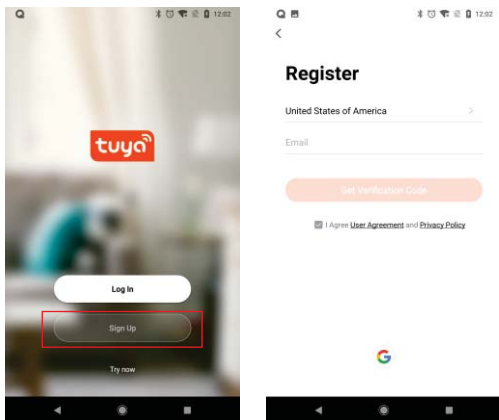 12:02
tuya
Log In
Sign Up
Try now
12:02
Register
United States of America
Email
Get Verification Code
I Agree User Agreement and Privacy Policy
G